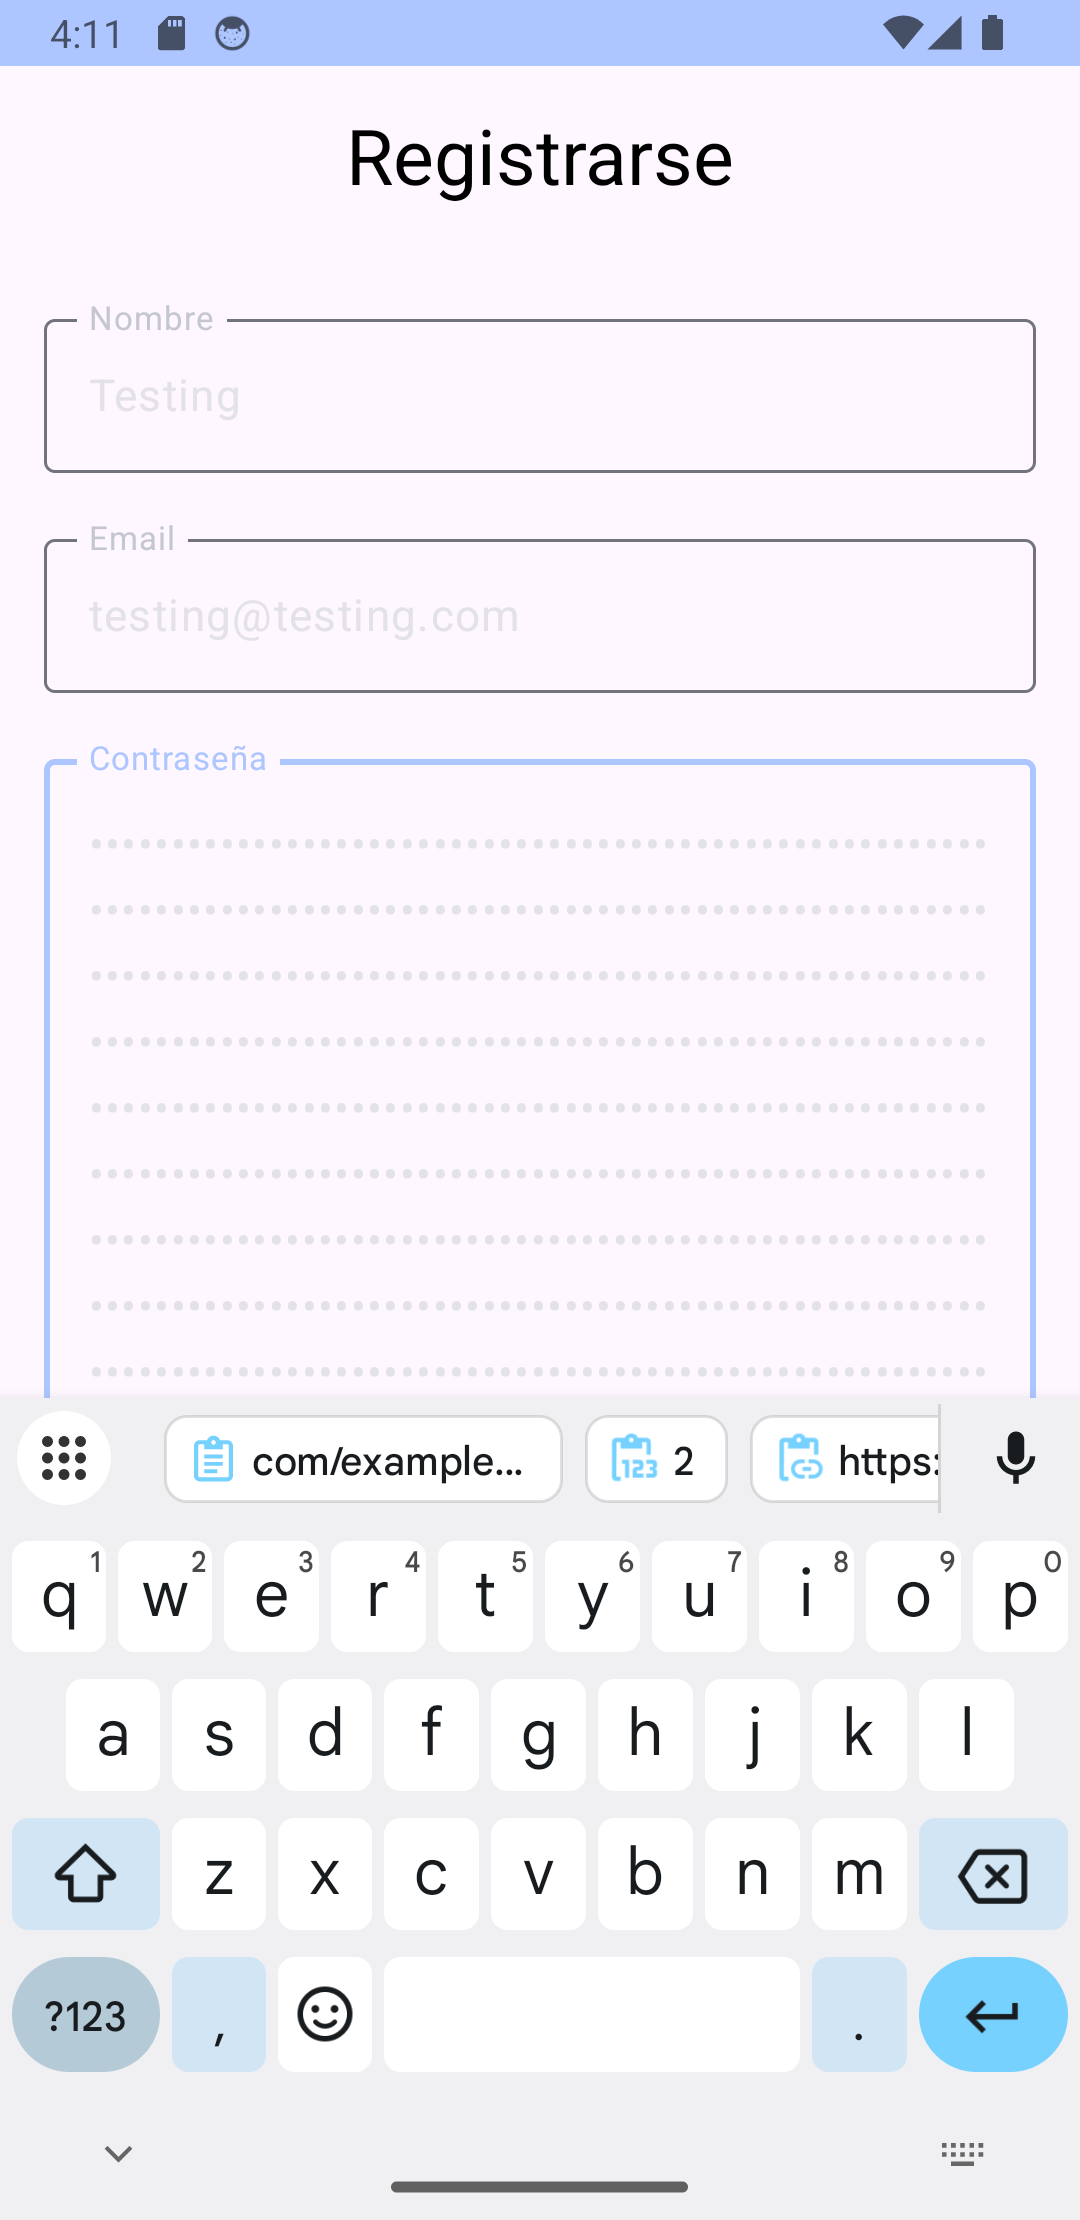 4:11
Registrarse
Nombre
Testing
Email
testing@testing.com
Contraseña
com/example... 2 https:
q 1 w 2 e 3 r 4 t 5 y 6 u 7 i 8 o 9 p 0
a s d f g h j k l
z x c v b n m
?123 , .